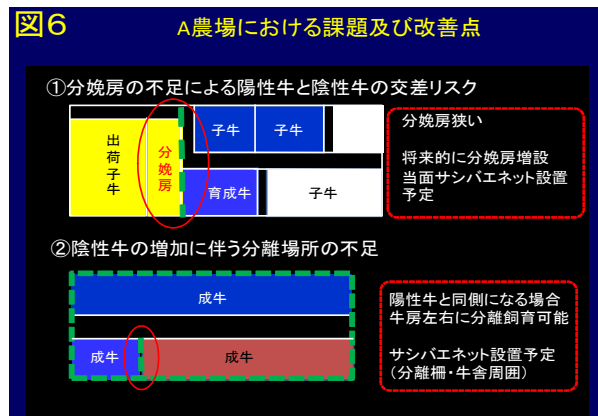 図6
A農場における課題及び改善点
①分娩房の不足による陽性牛と陰性牛の交差リスク
出荷子牛
分娩房
子牛
子牛
育成牛
子牛
分娩房狭い
将来的に分娩房増設
当面サシバエネット設置
予定
②陰性牛の増加に伴う分離場所の不足
成牛
成牛
成牛
陽性牛と同側になる場合
牛房左右に分離飼育可能
サシバエネット設置予定
（分離柵・牛舎周囲）